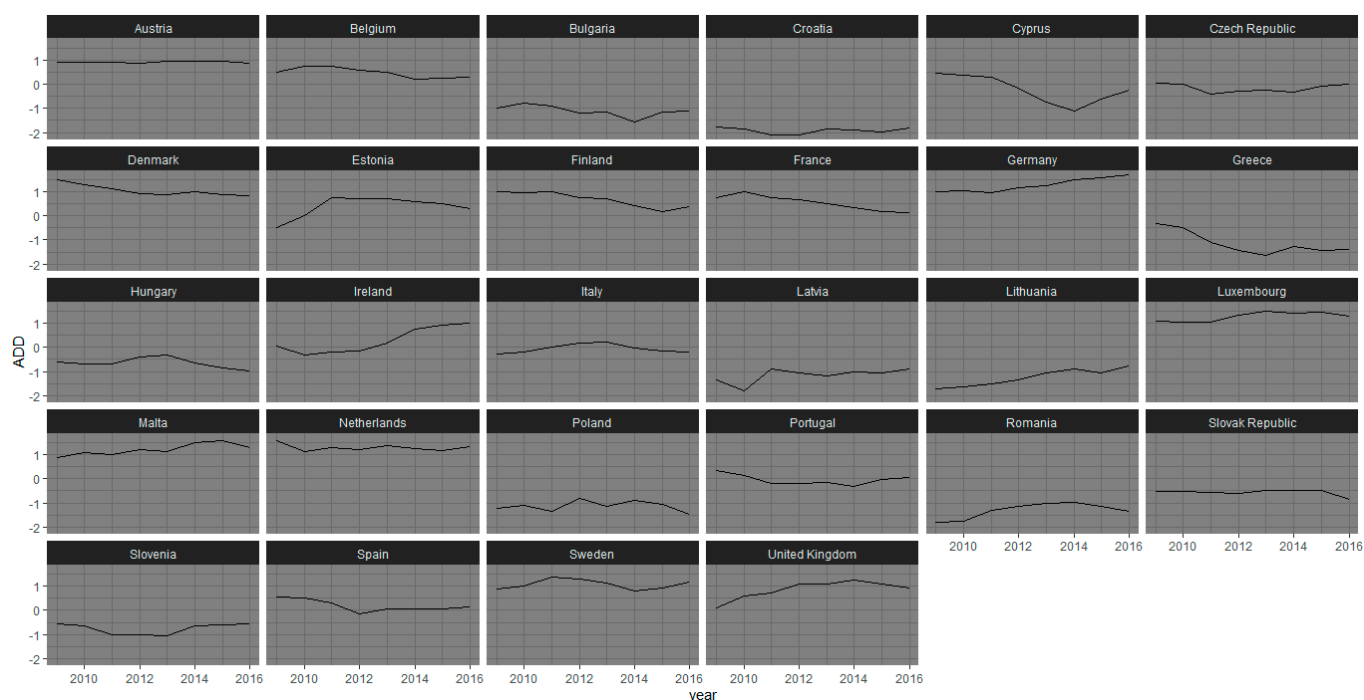 Austria Belgium Bulgaria Croatia Cyprus Czech Republic
1
0
-1
-2
Denmark Estonia Finland France Germany Greece
1
0
-1
-2
Hungary Ireland Italy Latvia Lithuania Luxembourg
1
0
-1
-2
ADD
Malta Netherlands Poland Portugal Romania Slovak Republic
1
0
-1
-2
2010 2012 2014 2016 2010 2012 2014 2016
Slovenia Spain Sweden United Kingdom
1
0
-1
-2
2010 2012 2014 2016 2010 2012 2014 2016 2010 2012 2014 2016 2010 2012 2014 2016
year